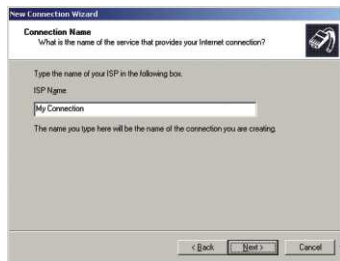 New Connection Wizard
Connection Name
What is the name of the service that provides your Internet connection?
Type the name of your ISP in the following box.
ISP Name
My Connection
The name you type here will be the name of the connection you are creating.
< Back
Next >
Cancel